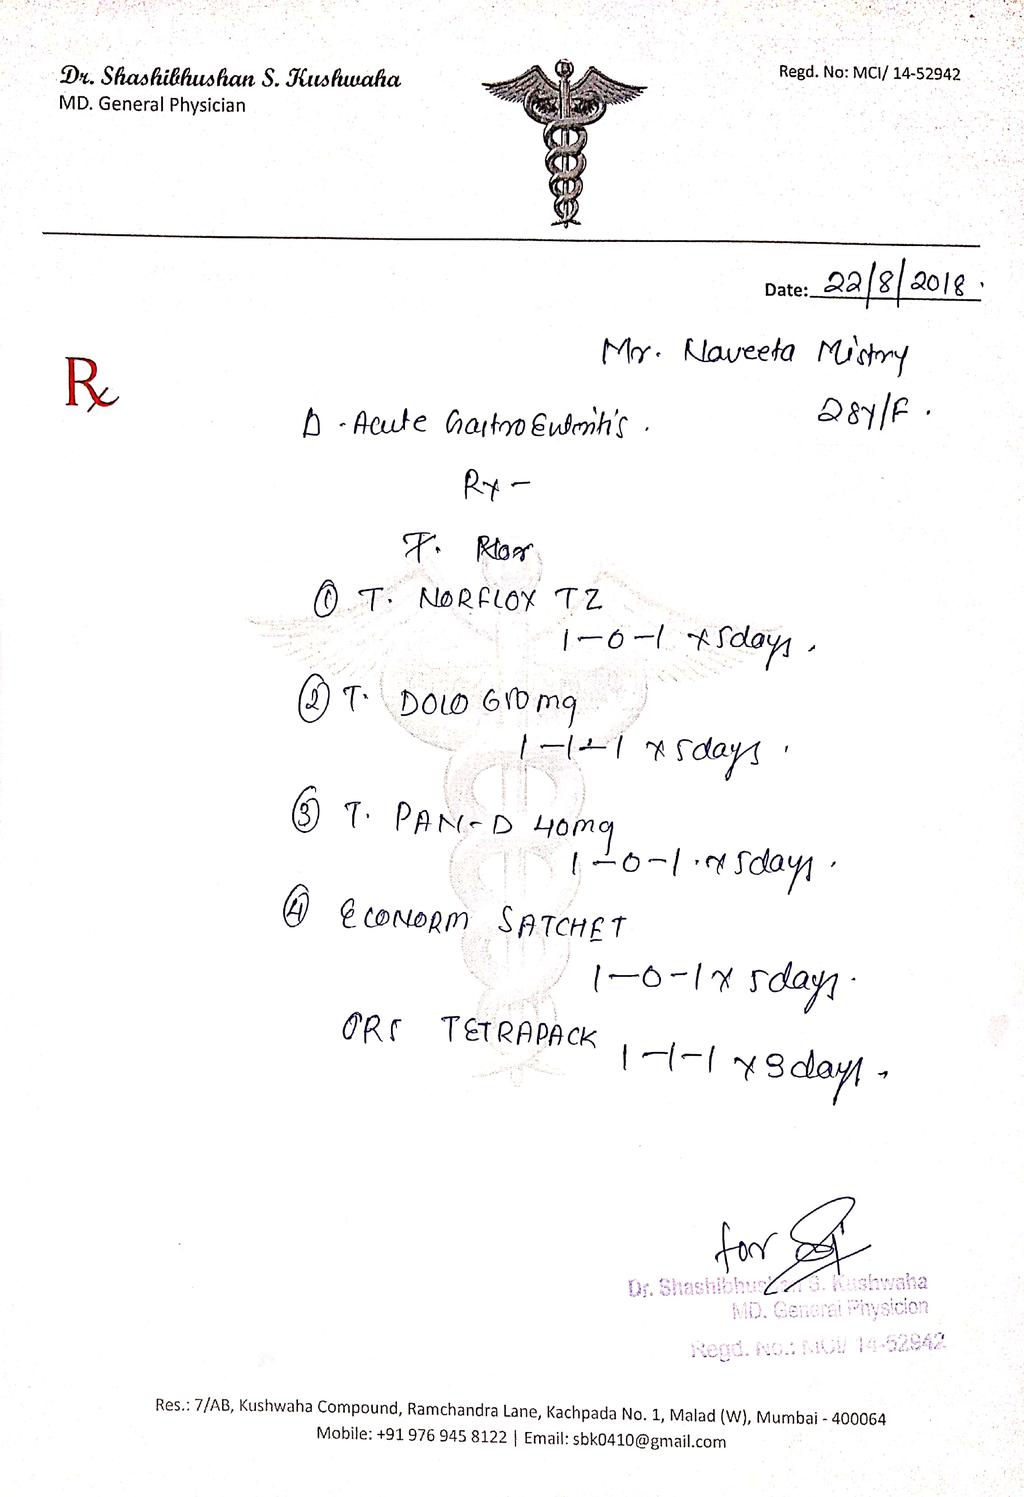 Dr. Shashibhushan S. Kushwaha
MD. General Physician
Regd. No: MCI/ 14-52942
Date: 22/8/2018.
Mr. Naveeta Mistry
28Y/F.
Rx
D - Acute Gastro Enteritis.
Rx -
T.
① T. NORFLOX TZ
1-0-1 x 5days.
② T. DOLO 650mg
1-1-1 x 5days.
③ T. PAN-D 40mg
1-0-1 x 5days.
④ ECONORM SATCHET
1-0-1 x 5days.
ORS TETRAPACK
1-1-1 x 3days.
for
Dr. Shashibhushan S. Kushwaha
MD. General Physicion
Regd. No.: MCI/ 14-52942
Res.: 7/AB, Kushwaha Compound, Ramchandra Lane, Kachpada No. 1, Malad (W), Mumbai - 400064
Mobile: +91 976 945 8122 | Email: sbk0410@gmail.com